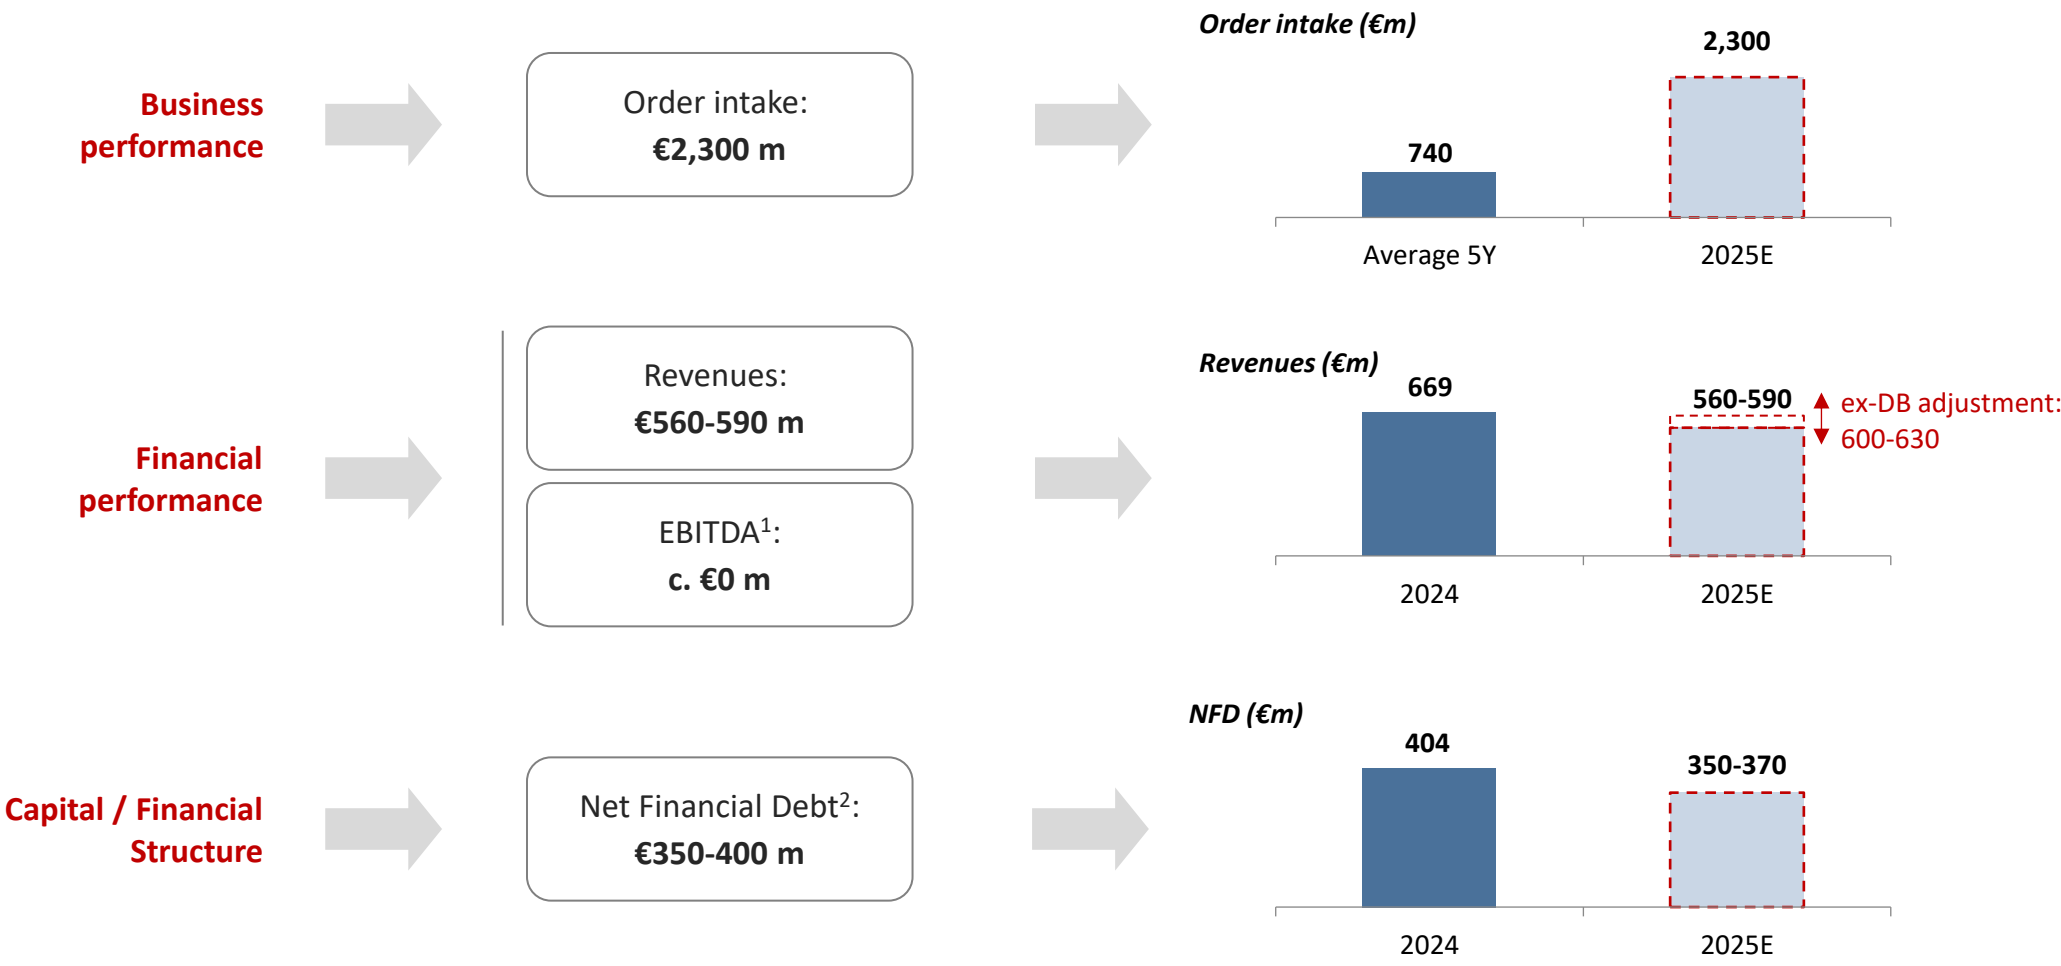 Business
performance
Order intake:
€2,300 m
Order intake (€m)
2,300
740
Average 5Y
2025E
Financial
performance
Revenues:
€560-590 m
EBITDA¹:
c. €0 m
Revenues (€m)
669
560-590
ex-DB adjustment:
600-630
2024
2025E
Capital / Financial
Structure
Net Financial Debt²:
€350-400 m
NFD (€m)
404
350-370
2024
2025E